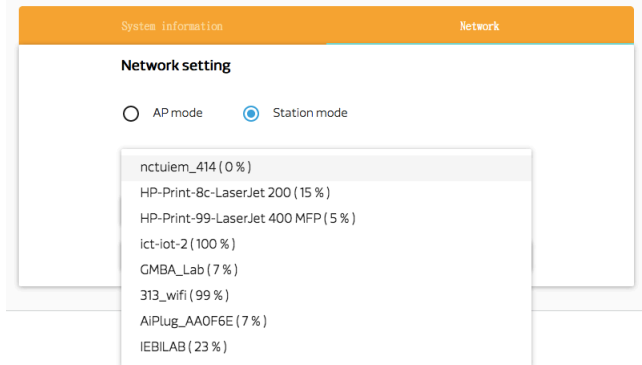 System information
Network
Network setting
AP mode
Station mode
nctuiem_414 ( 0 % )
HP-Print-8c-LaserJet 200 ( 15 % )
HP-Print-99-LaserJet 400 MFP ( 5 % )
ict-iot-2 ( 100 % )
GMBA_Lab ( 7 % )
313_wifi ( 99 % )
AiPlug_AA0F6E ( 7 % )
IEBILAB ( 23 % )